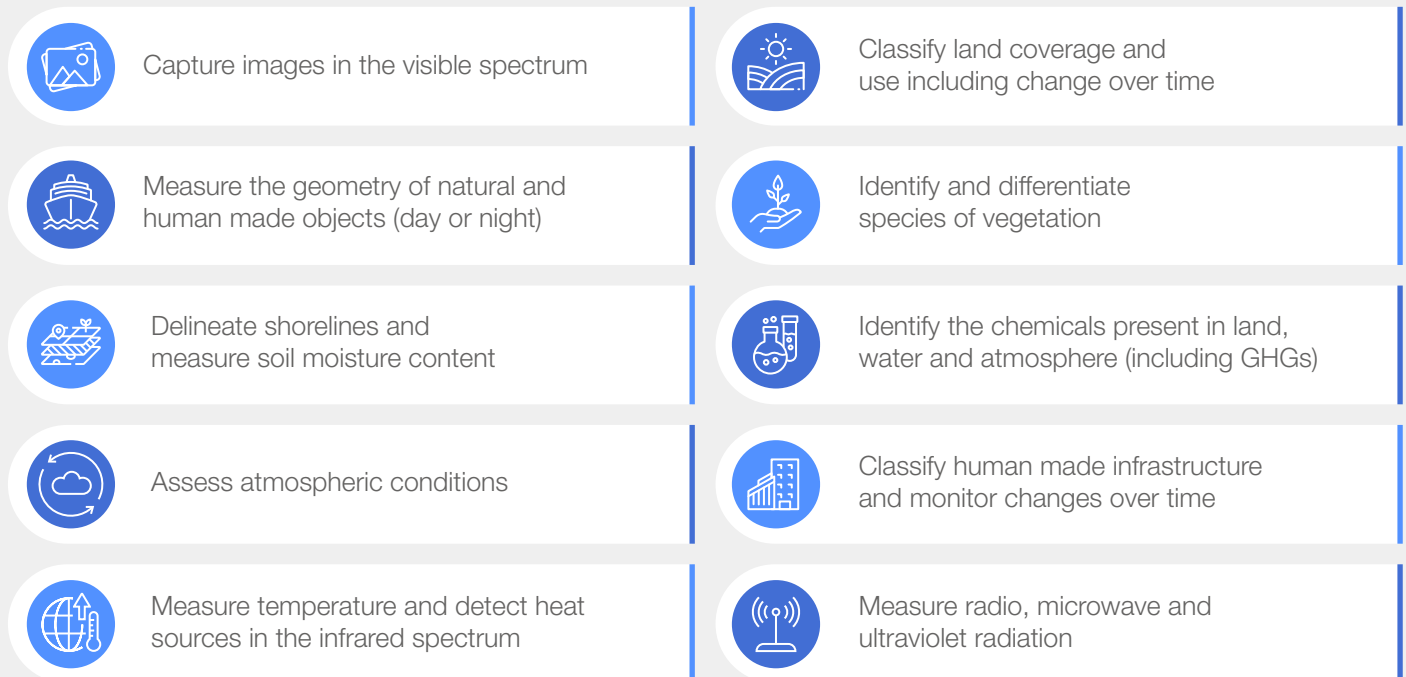 Capture images in the visible spectrum
Measure the geometry of natural and
human made objects (day or night)
Delineate shorelines and
measure soil moisture content
Assess atmospheric conditions
Measure temperature and detect heat
sources in the infrared spectrum
Classify land coverage and
use including change over time
Identify and differentiate
species of vegetation
Identify the chemicals present in land,
water and atmosphere (including GHGs)
Classify human made infrastructure
and monitor changes over time
Measure radio, microwave and
ultraviolet radiation